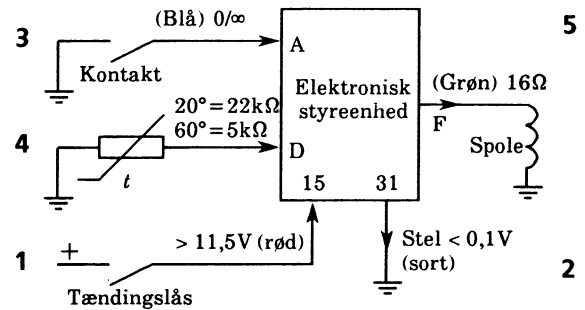 3
(Blå) 0/∞
A
5
Kontakt
Elektronisk
styreenhed
(Grøn) 16Ω
F
Spole
4
20°=22kΩ
60°=5kΩ
D
t
15
31
1
+
> 11,5V (rød)
Tændingslås
Stel < 0,1V
(sort)
2